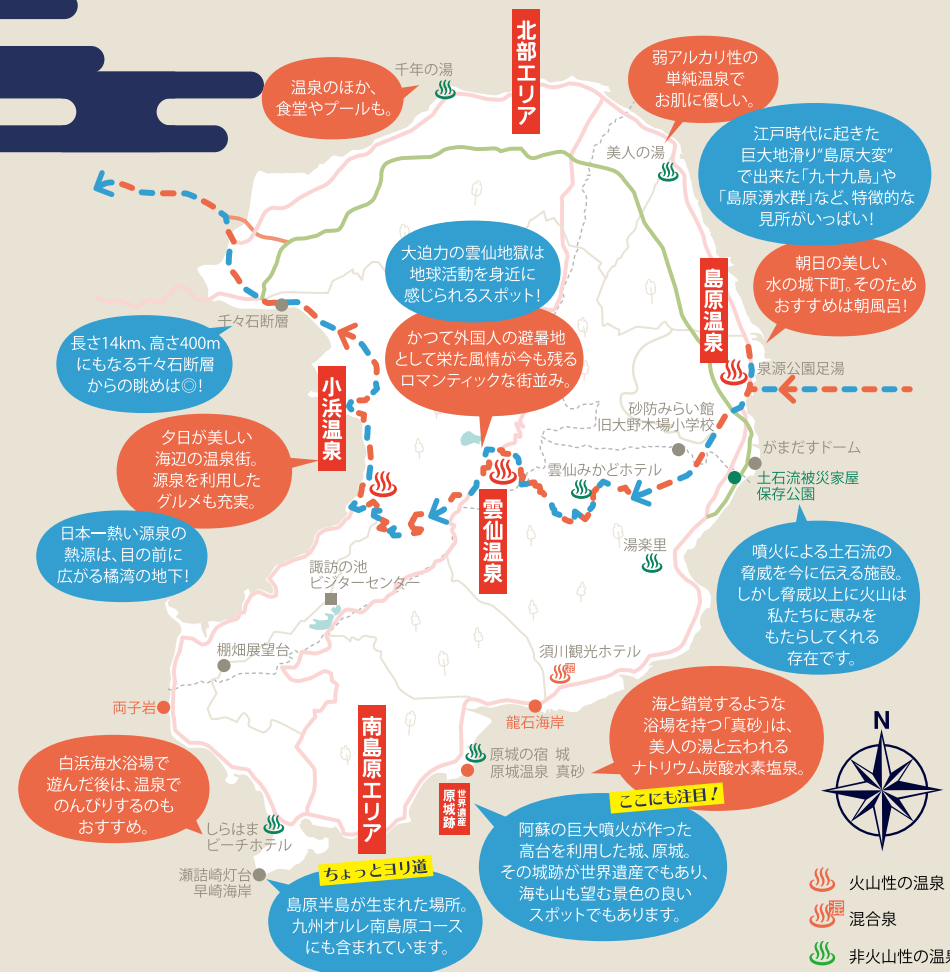 北部エリア
千年の湯
温泉のほか、
食堂やプールも。
弱アルカリ性の
単純温泉で
お肌に優しい。
美人の湯
江戸時代に起きた
巨大地滑り“島原大変”
で出来た「九十九島」や
「島原湧水群」など、特徴的な
見所がいっぱい!
大迫力の雲仙地獄は
地球活動を身近に
感じられるスポット!
朝日の美しい
水の城下町。そのため
おすすめは朝風呂!
島原温泉
千々石断層
長さ14km、高さ400m
にもなる千々石断層
からの眺めは◎!
かつて外国人の避暑地
として栄た風情が今も残る
ロマンティックな街並み。
泉源公園足湯
小浜温泉
砂防みらい館
旧大野木場小学校
夕日が美しい
海辺の温泉街。
源泉を利用した
グルメも充実。
がまだすドーム
雲仙みかどホテル
土石流被災家屋
保存公園
雲仙温泉
日本一熱い源泉の
熱源は、目の前に
広がる橘湾の地下!
湯楽里
噴火による土石流の
脅威を今に伝える施設。
しかし脅威以上に火山は
私たちに恵みを
もたらしてくれる
存在です。
諏訪の池
ビジターセンター
棚畑展望台
須川観光ホテル
混
両子岩
龍石海岸
南島原エリア
海と錯覚するような
浴場を持つ「真砂」は、
美人の湯と云われる
ナトリウム炭酸水素塩泉。
N
原城の宿 城
原城温泉 真砂
白浜海水浴場で
遊んだ後は、温泉で
のんびりするのも
おすすめ。
世界遺産
原城跡
ここにも注目!
阿蘇の巨大噴火が作った
高台を利用した城、原城。
その城跡が世界遺産でもあり、
海も山も望む景色の良い
スポットでもあります。
しらはま
ビーチホテル
瀬詰崎灯台
早崎海岸
ちょっとヨリ道
島原半島が生まれた場所。
九州オルレ南島原コース
にも含まれています。
火山性の温泉
混
混合泉
非火山性の温泉